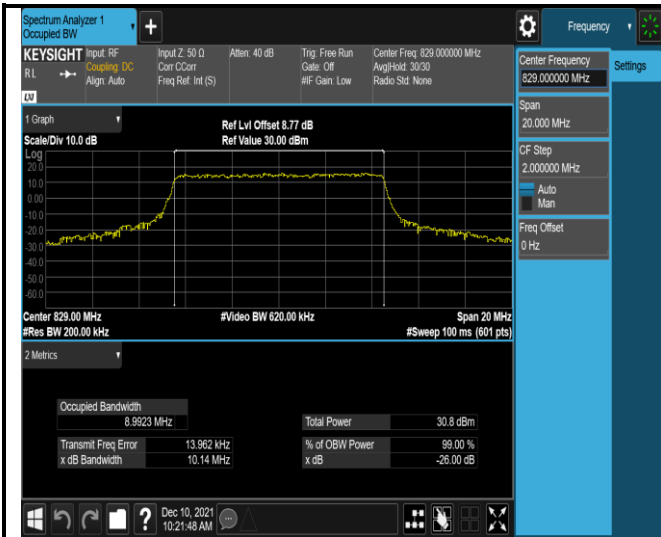 Spectrum Analyzer 1
Occupied BW
+
Frequency
KEYSIGHT
R L
LXI
Input: RF
Coupling: DC
Align: Auto
Input Z: 50 Ω
Corr CCorr
Freq Ref: Int (S)
Atten: 40 dB
Trig: Free Run
Gate: Off
#IF Gain: Low
Center Freq: 829.000000 MHz
Avg|Hold: 30/30
Radio Std: None
Center Frequency
829.000000 MHz
Settings
Span
20.000 MHz
CF Step
2.000000 MHz
Auto
Man
Freq Offset
0 Hz
1 Graph
Scale/Div 10.0 dB
Ref Lvl Offset 8.77 dB
Ref Value 30.00 dBm
Log
20.0
10.0
0.00
-10.0
-20.0
-30.0
-40.0
-50.0
-60.0
Center 829.00 MHz
#Res BW 200.00 kHz
#Video BW 620.00 kHz
Span 20 MHz
#Sweep 100 ms (601 pts)
2 Metrics
Occupied Bandwidth
8.9923 MHz
Total Power 30.8 dBm
Transmit Freq Error 13.962 kHz
% of OBW Power 99.00 %
x dB Bandwidth 10.14 MHz
x dB -26.00 dB
?
Dec 10, 2021
10:21:48 AM